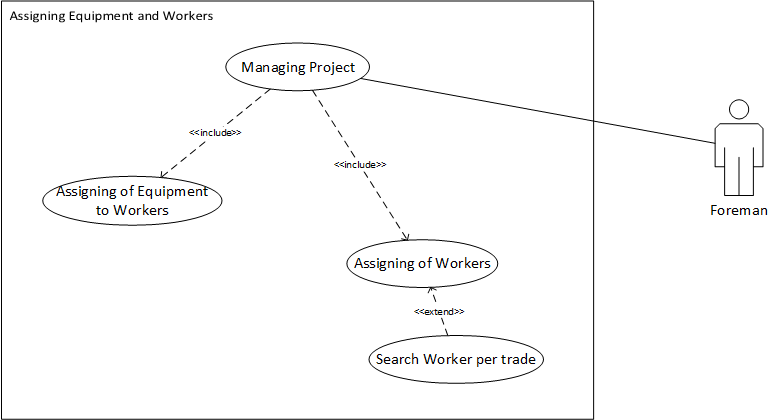 Assigning Equipment and Workers
Managing Project
<<include>>
<<include>>
Assigning of Equipment
to Workers
Foreman
Assigning of Workers
<<extend>>
Search Worker per trade